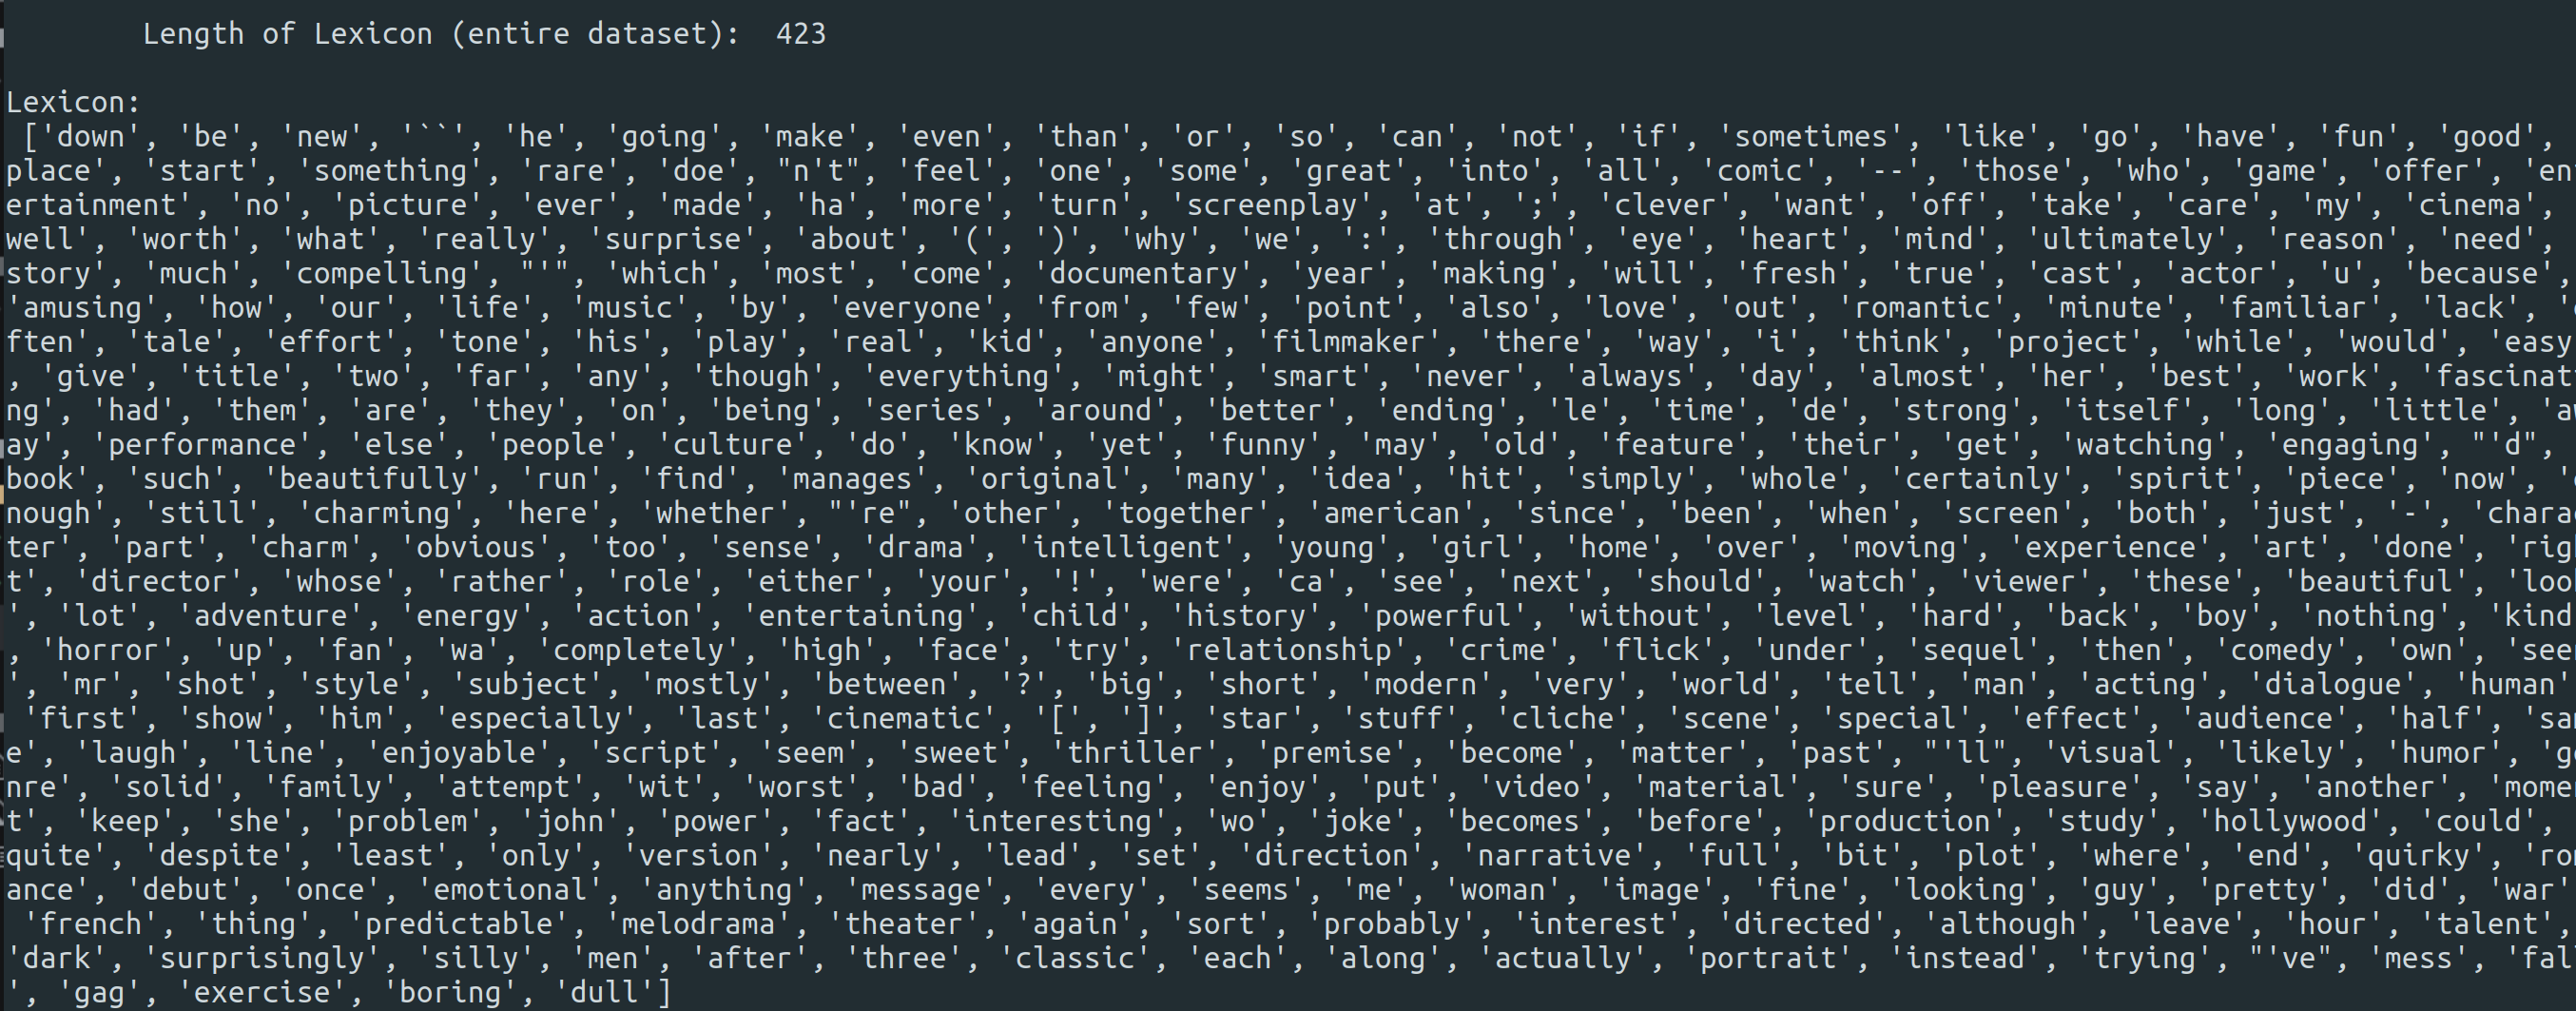 Length of Lexicon (entire dataset):  423
Lexicon:
['down', 'be', 'new', '``', 'he', 'going', 'make', 'even', 'than', 'or', 'so', 'can', 'not', 'if', 'sometimes', 'like', 'go', 'have', 'fun', 'good',
place', 'start', 'something', 'rare', 'doe', "n't", 'feel', 'one', 'some', 'great', 'into', 'all', 'comic', '--', 'those', 'who', 'game', 'offer', 'en
ertainment', 'no', 'picture', 'ever', 'made', 'ha', 'more', 'turn', 'screenplay', 'at', ';', 'clever', 'want', 'off', 'take', 'care', 'my', 'cinema',
well', 'worth', 'what', 'really', 'surprise', 'about', '(', ')', 'why', 'we', ':', 'through', 'eye', 'heart', 'mind', 'ultimately', 'reason', 'need',
story', 'much', 'compelling', "'", 'which', 'most', 'come', 'documentary', 'year', 'making', 'will', 'fresh', 'true', 'cast', 'actor', 'u', 'because',
'amusing', 'how', 'our', 'life', 'music', 'by', 'everyone', 'from', 'few', 'point', 'also', 'love', 'out', 'romantic', 'minute', 'familiar', 'lack', '
ften', 'tale', 'effort', 'tone', 'his', 'play', 'real', 'kid', 'anyone', 'filmmaker', 'there', 'way', 'i', 'think', 'project', 'while', 'would', 'easy
, 'give', 'title', 'two', 'far', 'any', 'though', 'everything', 'might', 'smart', 'never', 'always', 'day', 'almost', 'her', 'best', 'work', 'fascinat
ng', 'had', 'them', 'are', 'they', 'on', 'being', 'series', 'around', 'better', 'ending', 'le', 'time', 'de', 'strong', 'itself', 'long', 'little', 'a
ay', 'performance', 'else', 'people', 'culture', 'do', 'know', 'yet', 'funny', 'may', 'old', 'feature', 'their', 'get', 'watching', 'engaging', "'d",
book', 'such', 'beautifully', 'run', 'find', 'manages', 'original', 'many', 'idea', 'hit', 'simply', 'whole', 'certainly', 'spirit', 'piece', 'now', '
nough', 'still', 'charming', 'here', 'whether', "'re", 'other', 'together', 'american', 'since', 'been', 'when', 'screen', 'both', 'just', '-', 'chara
ter', 'part', 'charm', 'obvious', 'too', 'sense', 'drama', 'intelligent', 'young', 'girl', 'home', 'over', 'moving', 'experience', 'art', 'done', 'rig
t', 'director', 'whose', 'rather', 'role', 'either', 'your', '!', 'were', 'ca', 'see', 'next', 'should', 'watch', 'viewer', 'these', 'beautiful', 'loo
', 'lot', 'adventure', 'energy', 'action', 'entertaining', 'child', 'history', 'powerful', 'without', 'level', 'hard', 'back', 'boy', 'nothing', 'kind
, 'horror', 'up', 'fan', 'wa', 'completely', 'high', 'face', 'try', 'relationship', 'crime', 'flick', 'under', 'sequel', 'then', 'comedy', 'own', 'see
', 'mr', 'shot', 'style', 'subject', 'mostly', 'between', '?', 'big', 'short', 'modern', 'very', 'world', 'tell', 'man', 'acting', 'dialogue', 'human'
'first', 'show', 'him', 'especially', 'last', 'cinematic', '[', ']', 'star', 'stuff', 'cliche', 'scene', 'special', 'effect', 'audience', 'half', 'sa
e', 'laugh', 'line', 'enjoyable', 'script', 'seem', 'sweet', 'thriller', 'premise', 'become', 'matter', 'past', "'ll", 'visual', 'likely', 'humor', 'g
nre', 'solid', 'family', 'attempt', 'wit', 'worst', 'bad', 'feeling', 'enjoy', 'put', 'video', 'material', 'sure', 'pleasure', 'say', 'another', 'mome
t', 'keep', 'she', 'problem', 'john', 'power', 'fact', 'interesting', 'wo', 'joke', 'becomes', 'before', 'production', 'study', 'hollywood', 'could',
quite', 'despite', 'least', 'only', 'version', 'nearly', 'lead', 'set', 'direction', 'narrative', 'full', 'bit', 'plot', 'where', 'end', 'quirky', 'ro
ance', 'debut', 'once', 'emotional', 'anything', 'message', 'every', 'seems', 'me', 'woman', 'image', 'fine', 'looking', 'guy', 'pretty', 'did', 'war'
'french', 'thing', 'predictable', 'melodrama', 'theater', 'again', 'sort', 'probably', 'interest', 'directed', 'although', 'leave', 'hour', 'talent',
'dark', 'surprisingly', 'silly', 'men', 'after', 'three', 'classic', 'each', 'along', 'actually', 'portrait', 'instead', 'trying', "'ve", 'mess', 'fal
', 'gag', 'exercise', 'boring', 'dull']